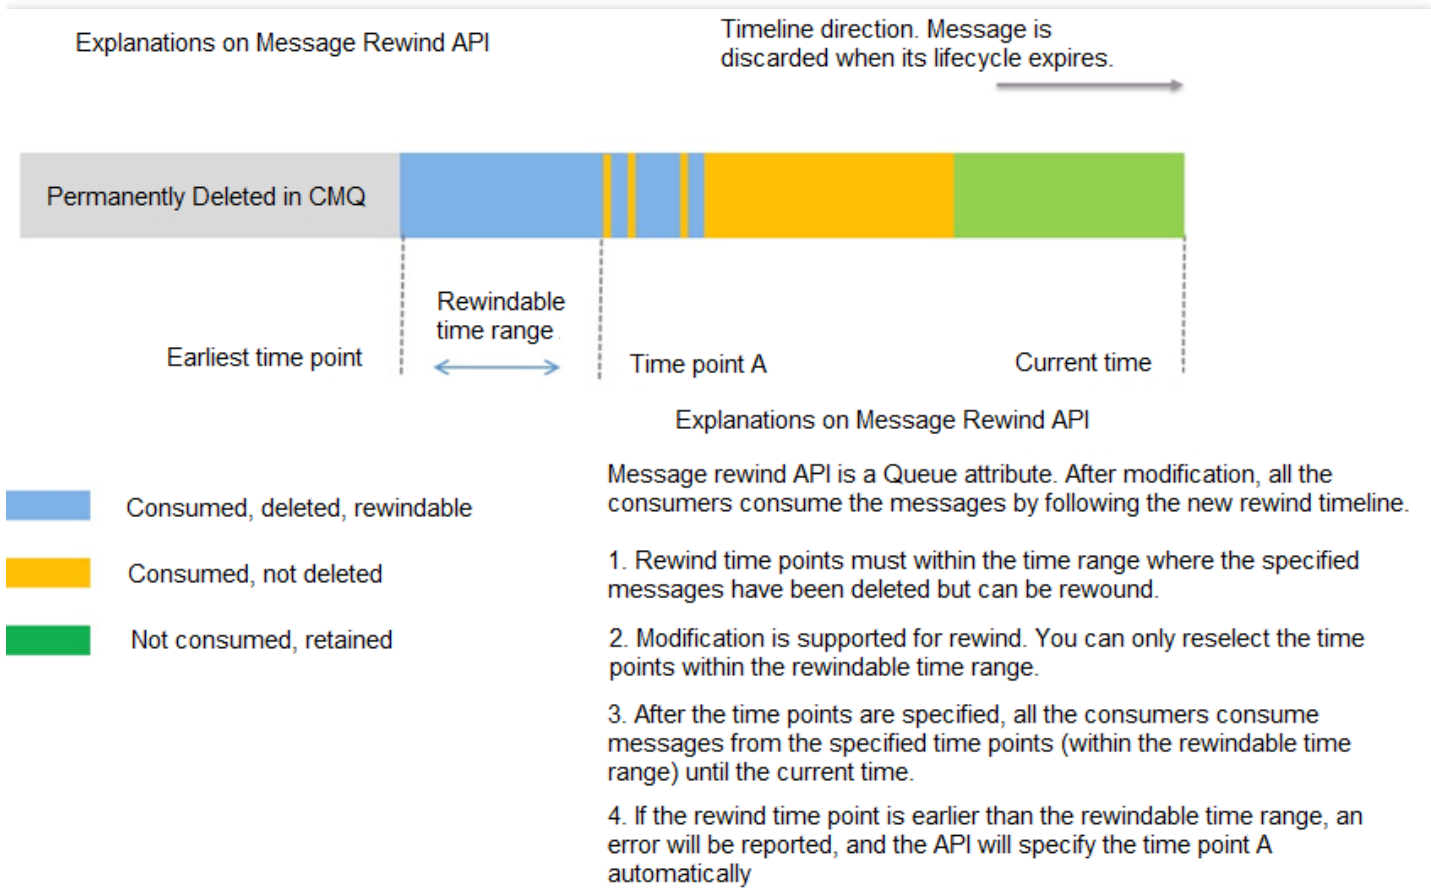 Explanations on Message Rewind API
Timeline direction. Message is
discarded when its lifecycle expires.
Permanently Deleted in CMQ
Rewindable
time range
Earliest time point
Time point A
Current time
Explanations on Message Rewind API
Consumed, deleted, rewindable
Consumed, not deleted
Not consumed, retained
Message rewind API is a Queue attribute. After modification, all the
consumers consume the messages by following the new rewind timeline.
1. Rewind time points must within the time range where the specified
messages have been deleted but can be rewound.
2. Modification is supported for rewind. You can only reselect the time
points within the rewindable time range.
3. After the time points are specified, all the consumers consume
messages from the specified time points (within the rewindable time
range) until the current time.
4. If the rewind time point is earlier than the rewindable time range, an
error will be reported, and the API will specify the time point A
automatically